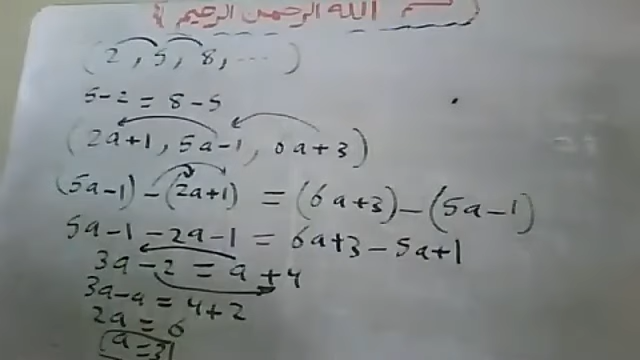 بسم الله الرحمن الرحيم
(2, 5, 8, ...)
5-2 = 8-5
(2a+1, 5a-1, 6a+3)
(5a-1)-(2a+1) = (6a+3)-(5a-1)
5a-1-2a-1 = 6a+3-5a+1
3a-2 = a+4
3a-a = 4+2
2a = 6
a=3